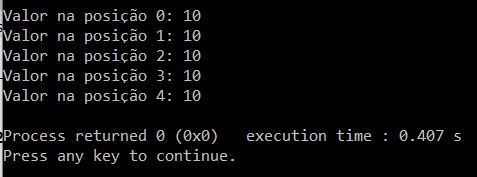 Valor na posição 0: 10
Valor na posição 1: 10
Valor na posição 2: 10
Valor na posição 3: 10
Valor na posição 4: 10
Process returned 0 (0x0)   execution time : 0.407 s
Press any key to continue.